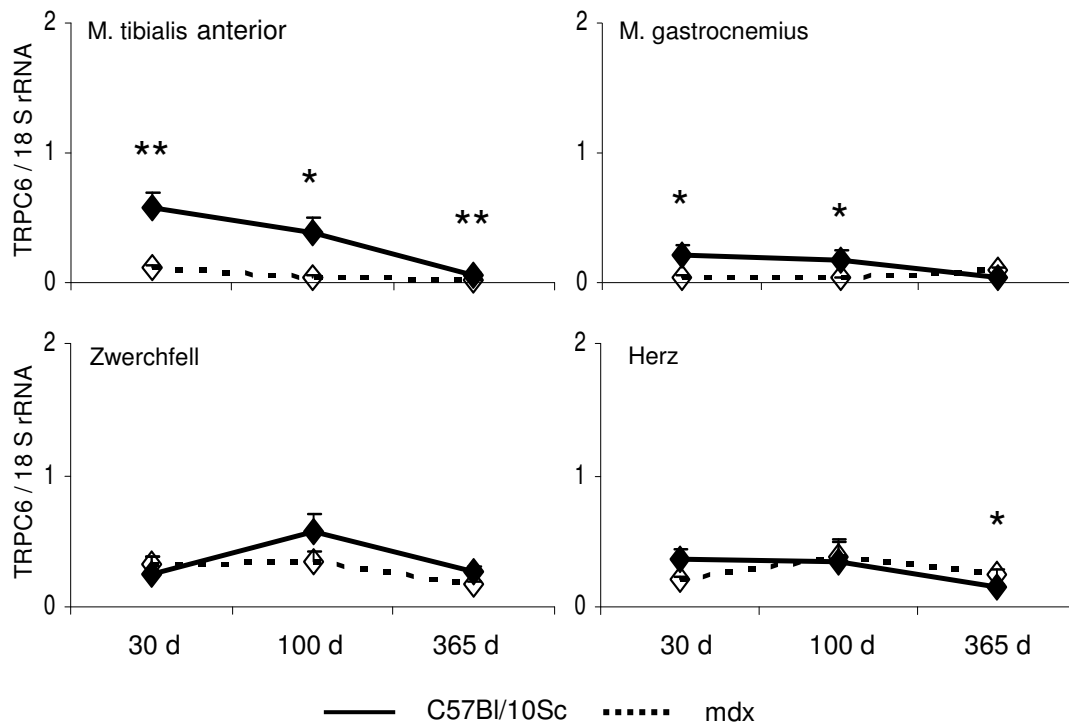 M. tibialis anterior
TRPC6 / 18 S rRNA
2
1
0
**
*
**
M. gastrocnemius
2
1
0
*
*
Zwerchfell
TRPC6 / 18 S rRNA
2
1
0
30 d 100 d 365 d
Herz
2
1
0
*
30 d 100 d 365 d
C57Bl/10Sc mdx